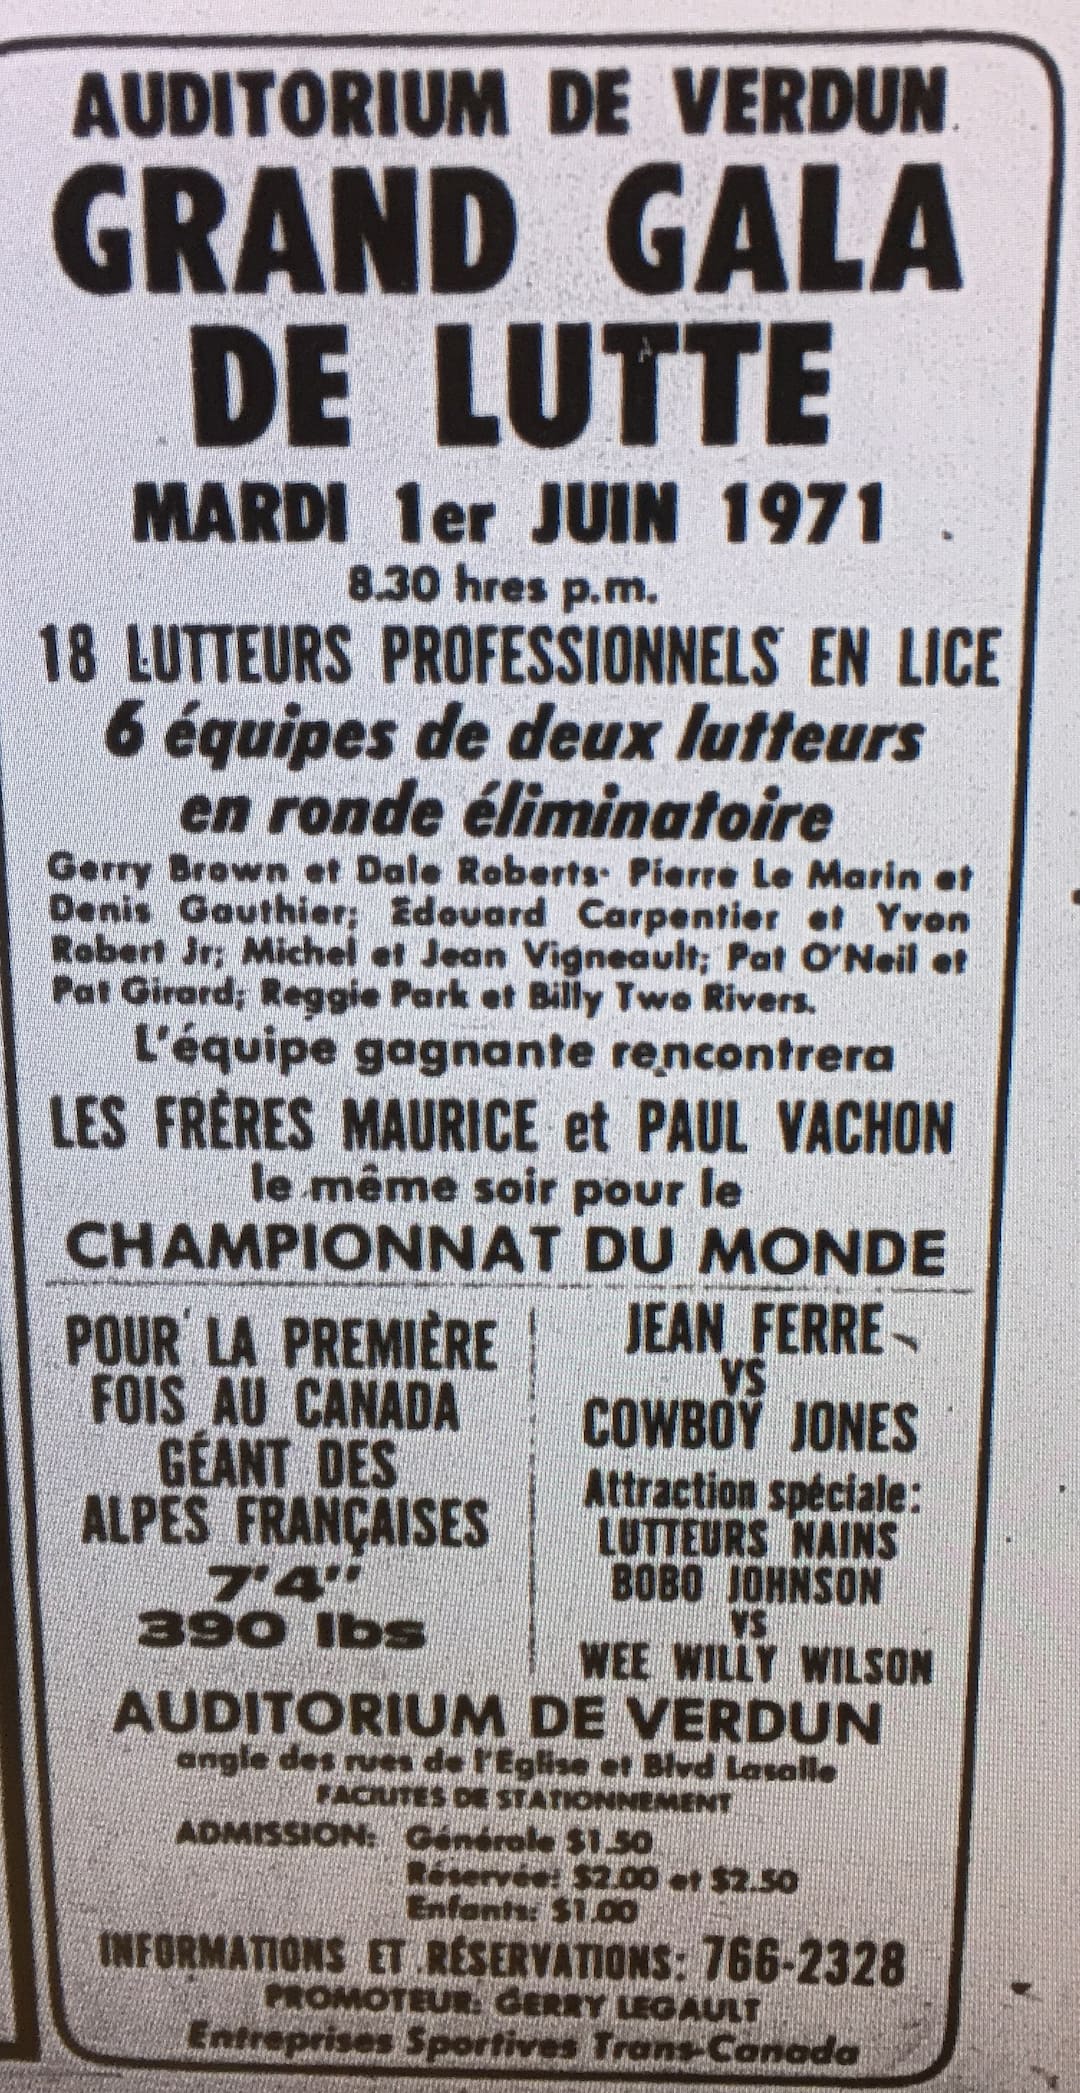 AUDITORIUM DE VERDUN
GRAND GALA
DE LUTTE
MARDI 1er JUIN 1971
8.30 hres p.m.
18 LUTTEURS PROFESSIONNELS EN LICE
6 équipes de deux lutteurs
en ronde éliminatoire
Gerry Brown et Dale Roberts- Pierre Le Marin et
Denis Gauthier; Edouard Carpentier et Yvon
Robert Jr; Michel et Jean Vigneault; Pat O'Neil et
Pat Girard; Reggie Park et Billy Two Rivers.
L'équipe gagnante rencontrera
LES FRÈRES MAURICE et PAUL VACHON
le même soir pour le
CHAMPIONNAT DU MONDE
POUR LA PREMIÈRE
FOIS AU CANADA
GÉANT DES
ALPES FRANÇAISES
7'4"
390 lbs
JEAN FERRE
VS
COWBOY JONES
Attraction spéciale:
LUTTEURS NAINS
BOBO JOHNSON
VS
WEE WILLY WILSON
AUDITORIUM DE VERDUN
angle des rues de l'Eglise et Blvd Lasalle
FACILITES DE STATIONNEMENT
ADMISSION: Générale $1.50
Réservée: $2.00 et $2.50
Enfants: $1.00
INFORMATIONS ET RÉSERVATIONS: 766-2328
PROMOTEUR: GERRY LEGAULT
Entreprises Sportives Trans-Canada